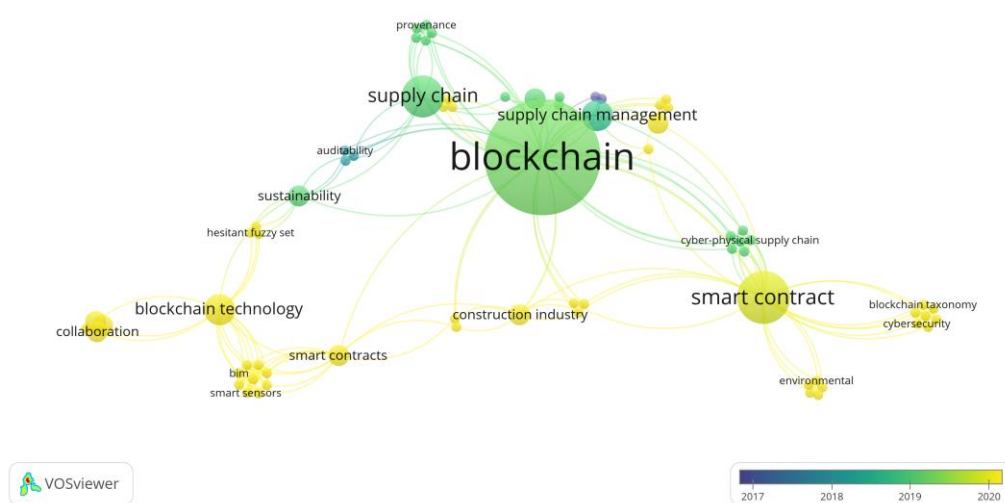 provenance
supply chain
supply chain management
blockchain
auditability
sustainability
hesitant fuzzy set
cyber-physical supply chain
smart contract
blockchain technology
blockchain taxonomy
construction industry
cybersecurity
collaboration
smart contracts
bim
environmental
smart sensors
VOSviewer
2017 2018 2019 2020